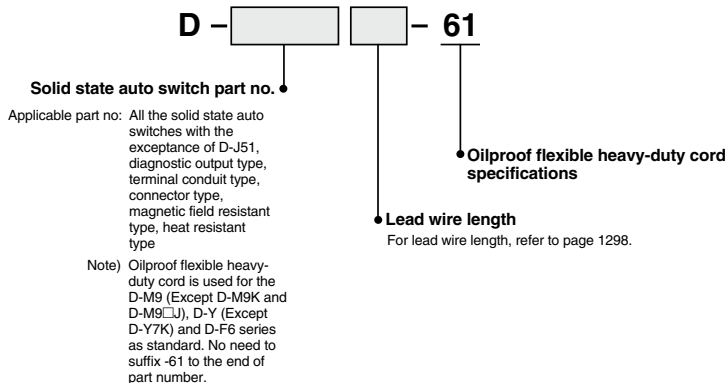 D – – 61
Solid state auto switch part no.
Applicable part no: All the solid state auto
switches with the
exceptance of D-J51,
diagnostic output type,
terminal conduit type,
connector type,
magnetic field resistant
type, heat resistant
type
Note) Oilproof flexible heavy-
duty cord is used for the
D-M9 (Except D-M9K and
D-M9□J), D-Y (Except
D-Y7K) and D-F6 series
as standard. No need to
suffix -61 to the end of
part number.
Oilproof flexible heavy-duty cord
specifications
Lead wire length
For lead wire length, refer to page 1298.